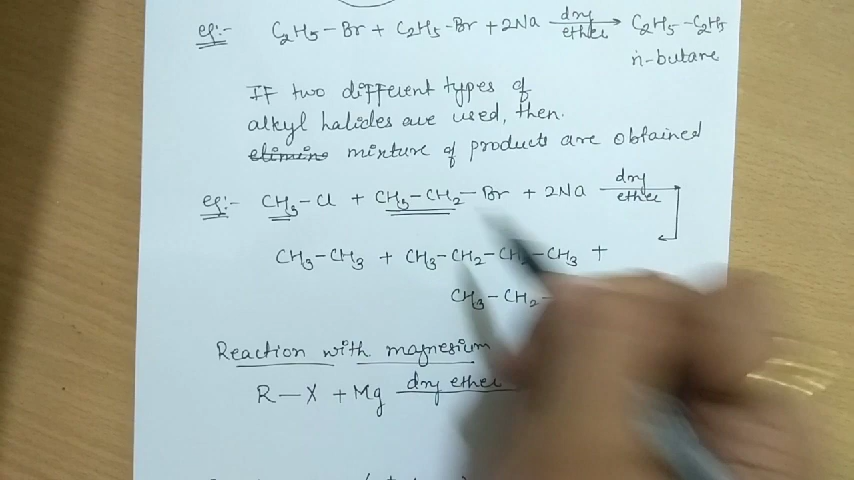 eg:- C₂H₅-Br + C₂H₅-Br + 2Na dry ether → C₂H₅-C₂H₅
n-butane
If two different types of
alkyl halides are used, then.
mixture of products are obtained
eg:- CH₃-Cl + CH₃-CH₂-Br + 2Na dry ether
CH₃-CH₃ + CH₃-CH₂-CH₂-CH₃ +
CH₃-CH₂-
Reaction with magnesium
R-X + Mg dry ether